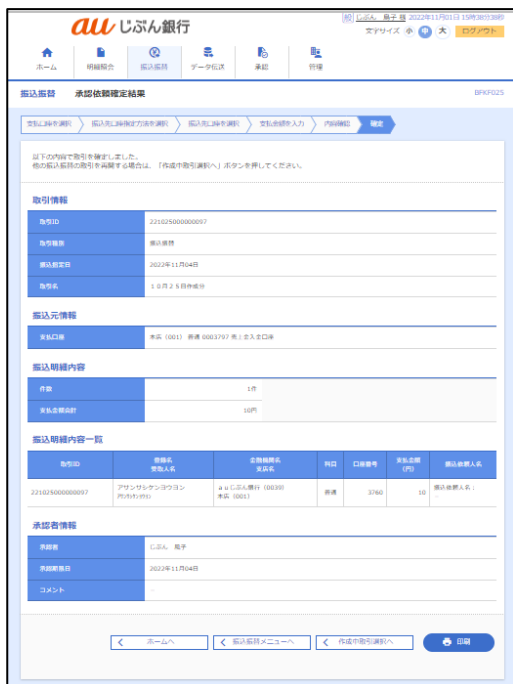 au じぶん銀行
じぶん 局子 様 2022年11月01日 15時38分38秒
文字サイズ 小 中 大 ログアウト
ホーム 明細照会 振込振替 データ伝送 承認 管理
振込振替 承認依頼確定結果 BFKF025
支払口座を選択 振込先口座指定方法を選択 振込先口座を選択 支払金額を入力 内容確認 確定
以下の内容で取引を確定しました。
他の振込振替の取引を再開する場合は、「作成中取引選択へ」ボタンを押してください。
取引情報
取引ID 221025000000097
取引種別 振込振替
振込指定日 2022年11月04日
取引名 10月25日作成分
振込元情報
支払口座 本店 (001) 普通 0003797 売上金入金口座
振込明細内容
件数 1件
支払金額合計 10円
振込明細内容一覧
取引ID 登録名 受取人名 金融機関名 支店名 科目 口座番号 支払金額 (円) 振込依頼人名
221025000000097 アサンサシケンヨウヨン auじぶん銀行 (0039) 本店 (001) 普通 3760 10 振込依頼人名:
-
承認者情報
承認者 じぶん 局子
承認期限日 2022年11月04日
コメント -
ホームへ 振込振替メニューへ 作成中取引選択へ 印刷